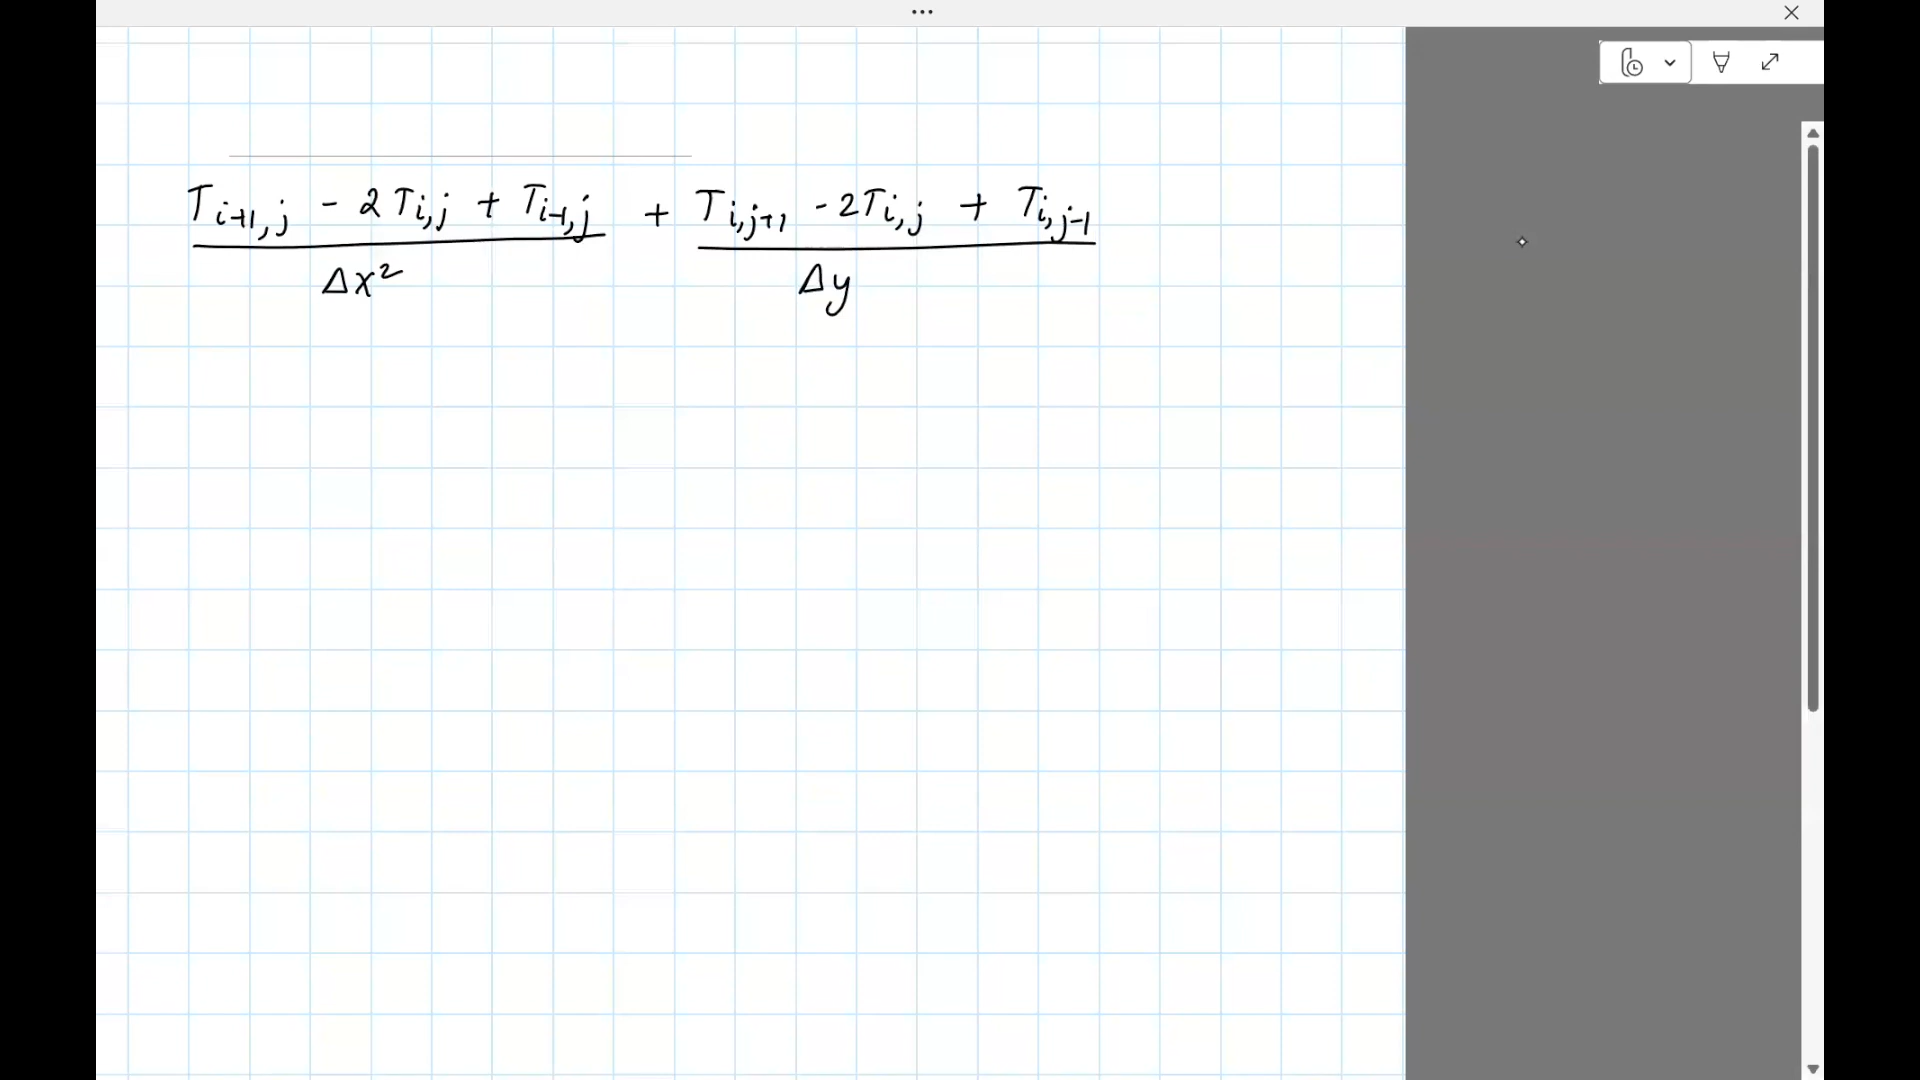 T_{i+1,j} - 2T_{i,j} + T_{i-1,j} + T_{i,j+1} - 2T_{i,j} + T_{i,j-1}
Δx² Δy